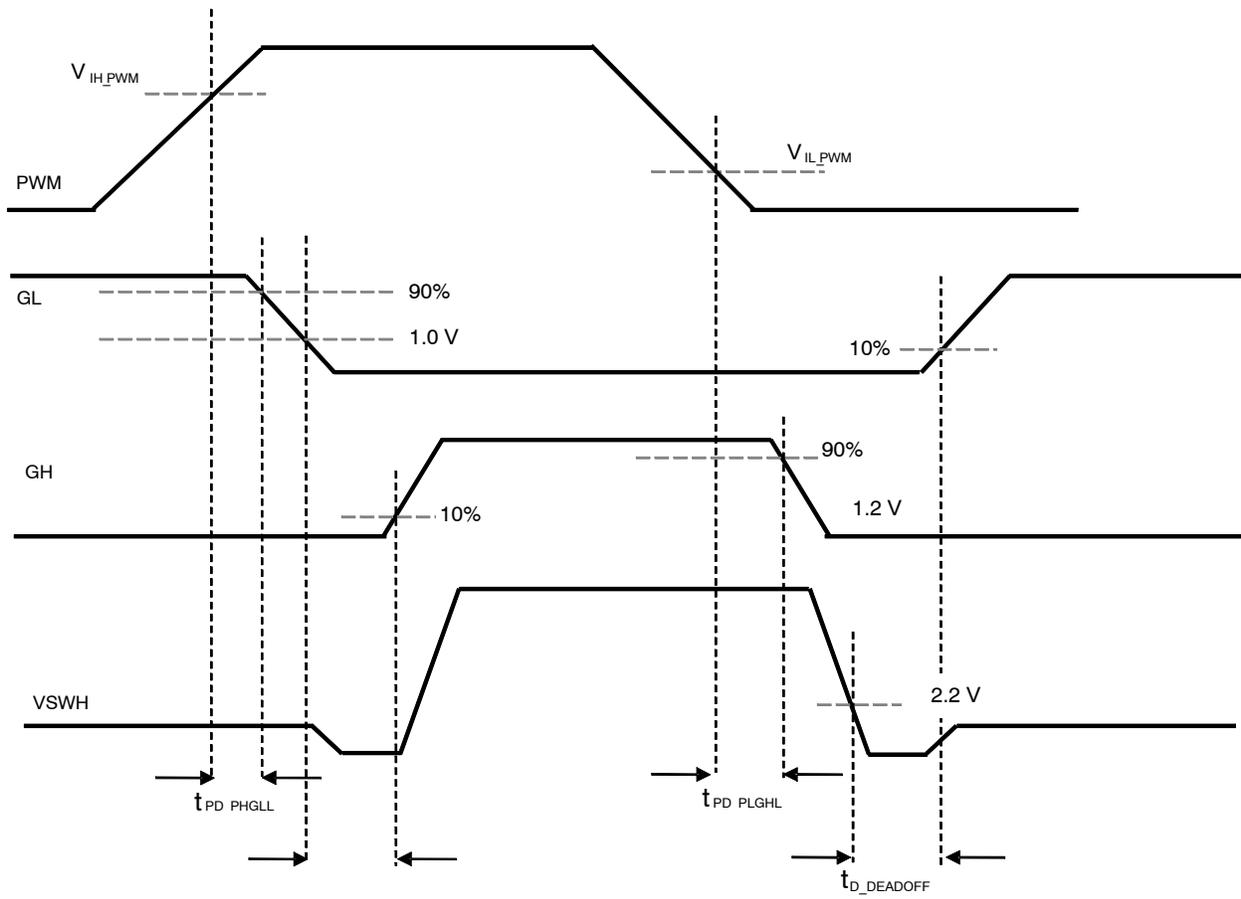 V IH_PWM
V IL_PWM
PWM
GL
90%
1.0 V
10%
GH
90%
1.2 V
10%
VSWH
2.2 V
t PD PHGLL
t PD PLGHL
t D_DEADOFF